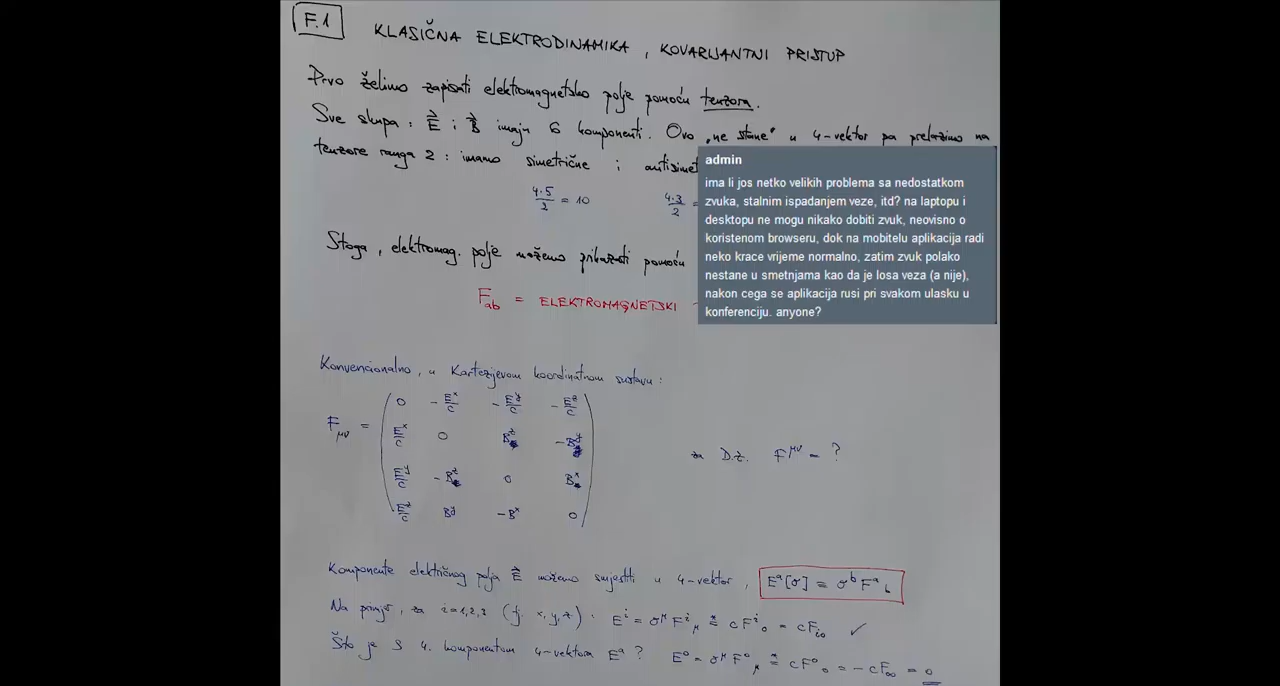 F.1
KLASIČNA ELEKTRODINAMIKA, KOVARIJANTNI PRISTUP
Prvo želimo zapisati elektromagnetsko polje pomoću tenzora.
Sve skupa: E⃗ i B⃗ imaju 6 komponenti. Ovo „ne stane" u 4-vektor pa prelazimo na
tenzore ranga 2: imamo simetrične i
4·5/2 = 10 4·3/2 =
Stoga, elektromag. polje možemo prikazati pomoću
F_ab = ELEKTROMAGNETSKI
admin
ima li jos netko velikih problema sa nedostatkom
zvuka, stalnim ispadanjem veze, itd? na laptopu i
desktopu ne mogu nikako dobiti zvuk, neovisno o
koristenom browseru, dok na mobitelu aplikacija radi
neko krace vrijeme normalno, zatim zvuk polako
nestane u smetnjama kao da je losa veza (a nije),
nakon cega se aplikacija rusi pri svakom ulasku u
konferenciju. anyone?
Konvencionalno, u Kartezijevom koordinatnom sustavu:
0 -E^x/c -E^y/c -E^z/c
F_μν = E^x/c 0 B^z -B^y
za D.Z. F^μν = ?
E^y/c -B^z 0 B^x
E^z/c B^y -B^x 0
Komponente električnog polja E⃗ možemo smjestiti u 4-vektor, E^a[σ] = σ^b F^a_b
Na primjer, za i=1,2,3 (tj. x,y,z): E^i = σ^μ F^i_μ *= cF^i_0 = cF_i0 ✓
Što je s 4. komponentom 4-vektora E^a? E^0 = σ^μ F^0_μ *= cF^0_0 = -cF_00 = 0